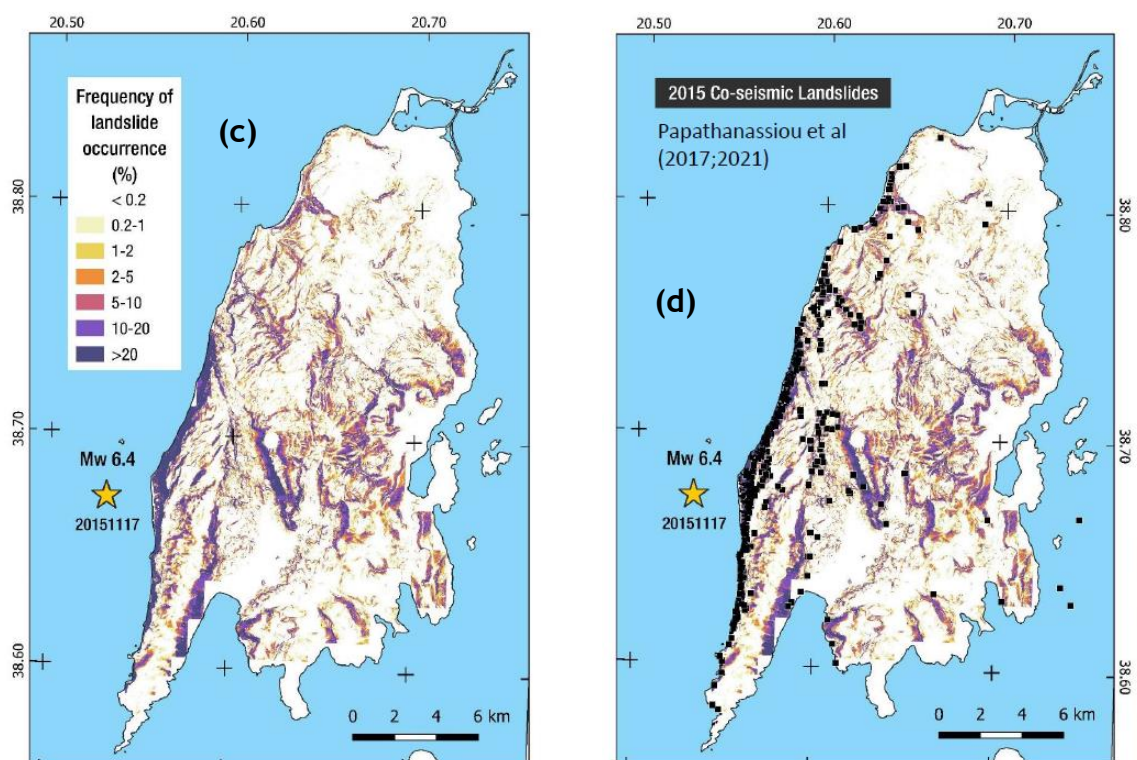 20.50 20.60 20.70
Frequency of
landslide
occurrence
(%)
< 0.2
0.2-1
1-2
2-5
5-10
10-20
>20
(c)
38.80
38.70
38.60
Mw 6.4
20151117
0 2 4 6 km
20.50 20.60 20.70
2015 Co-seismic Landslides
Papathanassiou et al
(2017;2021)
(d)
38.80
38.70
38.60
Mw 6.4
20151117
0 2 4 6 km